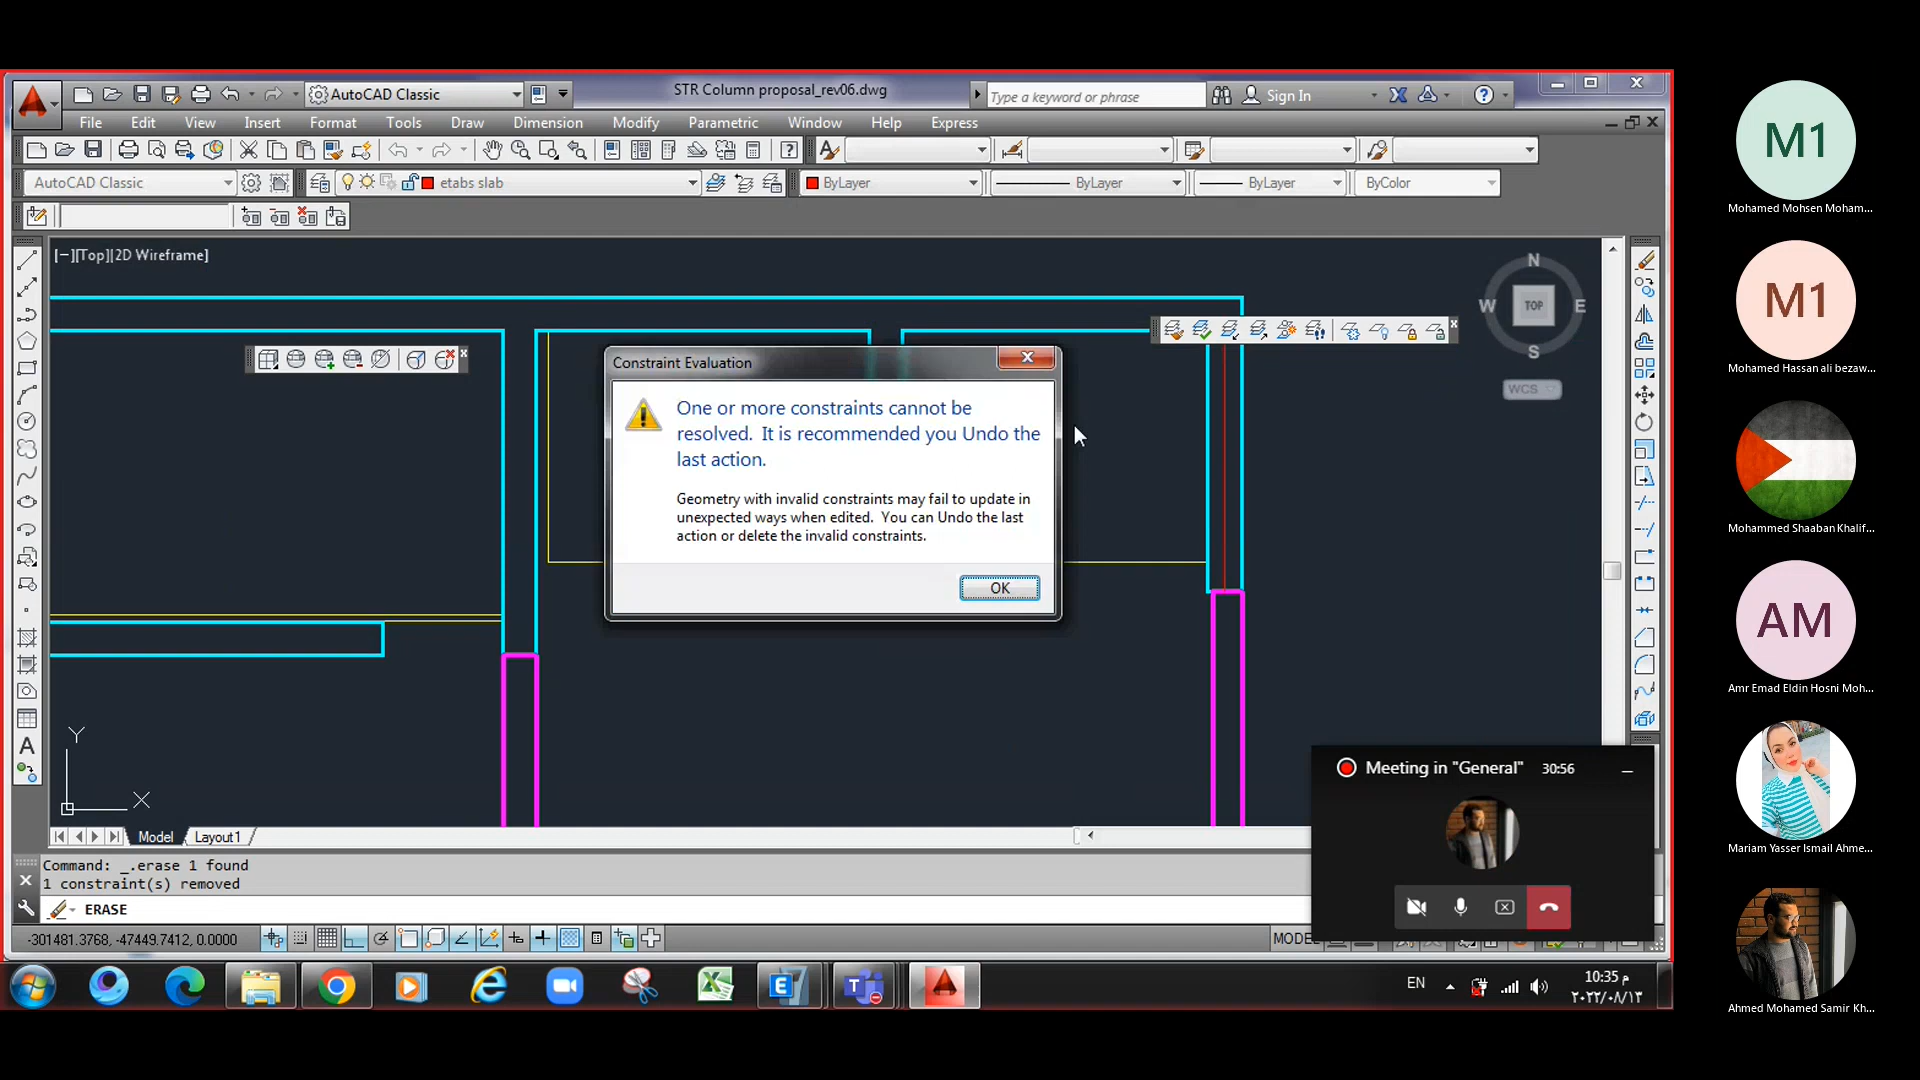 STR Column proposal_rev06.dwg
AutoCAD Classic
Type a keyword or phrase
Sign In
File Edit View Insert Format Tools Draw Dimension Modify Parametric Window Help Express
AutoCAD Classic
etabs slab
ByLayer
ByLayer
ByLayer
ByColor
[−][Top][2D Wireframe]
N
W TOP E
S
WCS
Constraint Evaluation
One or more constraints cannot be
resolved. It is recommended you Undo the
last action.
Geometry with invalid constraints may fail to update in
unexpected ways when edited. You can Undo the last
action or delete the invalid constraints.
OK
Y
X
Model Layout1
Command: _.erase 1 found
1 constraint(s) removed
ERASE
-301481.3768, -47449.7412, 0.0000
MODEL
Meeting in "General" 30:56
EN
10:35 م
٢٠٢٢/٠٨/١٣
M1
Mohamed Mohsen Moham...
M1
Mohamed Hassan ali bezaw...
Mohammed Shaaban Khalif...
AM
Amr Emad Eldin Hosni Moh...
Mariam Yasser Ismail Ahme...
Ahmed Mohamed Samir Kh...